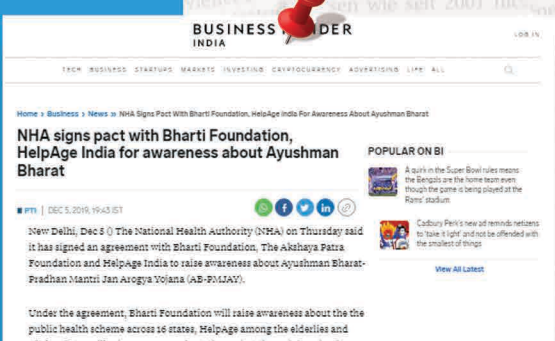 sen wie seit 2001
BUSINESS DER
INDIA
LOG IN
TECH BUSINESS STARTUPS MARKETS INVESTING CRYPTOCURRENCY ADVERTISING LIFE ALL
Home > Business > News >> NHA Signs Pact With Bharti Foundation, HelpAge India For Awareness About Ayushman Bharat
NHA signs pact with Bharti Foundation,
HelpAge India for awareness about Ayushman
Bharat
PTI | DEC 5, 2019, 19:43 IST
New Delhi, Dec 5 () The National Health Authority (NHA) on Thursday said
it has signed an agreement with Bharti Foundation, The Akshaya Patra
Foundation and HelpAge India to raise awareness about Ayushman Bharat-
Pradhan Mantri Jan Arogya Yojana (AB-PMJAY).
Under the agreement, Bharti Foundation will raise awareness about the the
public health scheme across 16 states, HelpAge among the elderlies and
POPULAR ON BI
A quirk in the Super Bowl rules means
the Bengals are the home team even
though the game is being played at the
Rams' stadium
Cadbury Perk's new ad reminds netizens
to 'take it light' and not be offended with
the smallest of things
View All Latest